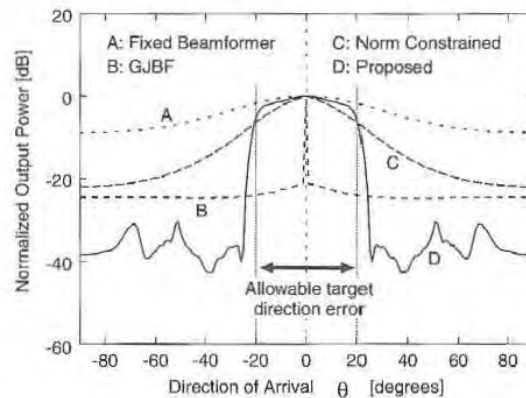 A: Fixed Beamformer
B: GJBF
C: Norm Constrained
D: Proposed
Normalized Output Power [dB]
20
0
-20
-40
-60
A
B
C
D
Allowable target
direction error
-80 -60 -40 -20 0 20 40 60 80
Direction of Arrival θ [degrees]